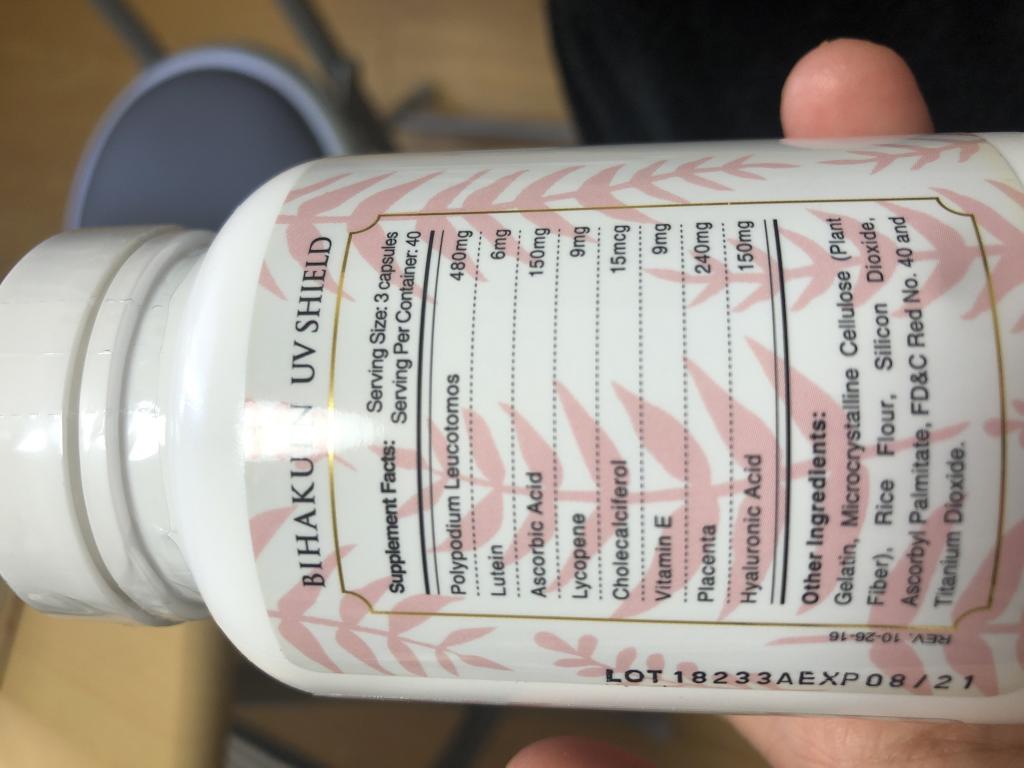 BIHAKU IN UV SHIELD
Supplement Facts: Serving Size: 3 capsules
Serving Per Container: 40
Polypodium Leucotomos 480mg
Lutein 6mg
Ascorbic Acid 150mg
Lycopene 9mg
Cholecalciferol 15mcg
Vitamin E 9mg
Placenta 240mg
Hyaluronic Acid 150mg
Other Ingredients:
Gelatin, Microcrystalline Cellulose (Plant
Fiber), Rice Flour, Silicon Dioxide,
Ascorbyl Palmitate, FD&C Red No. 40 and
Titanium Dioxide.
REV. 10-26-16
LOT 18233A EXP 08/21